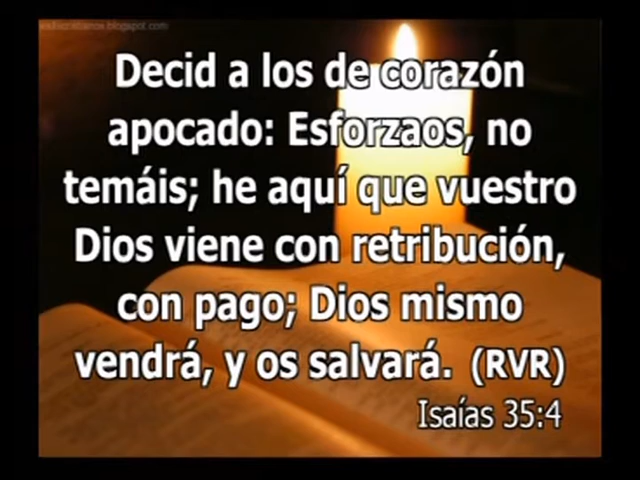 Decid a los de corazón
apocado: Esforzaos, no
temáis; he aquí que vuestro
Dios viene con retribución,
con pago; Dios mismo
vendrá, y os salvará. (RVR)
Isaías 35:4